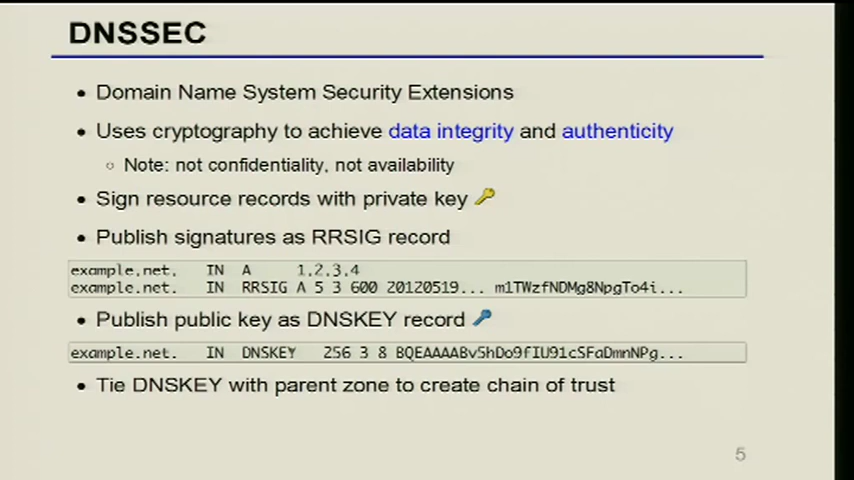 DNSSEC
Domain Name System Security Extensions
Uses cryptography to achieve data integrity and authenticity
Note: not confidentiality, not availability
Sign resource records with private key
Publish signatures as RRSIG record
example.net. IN A 1.2.3.4
example.net. IN RRSIG A 5 3 600 20120519... m1TWzfNDMg8NpgTo4i...
Publish public key as DNSKEY record
example.net. IN DNSKEY 256 3 8 BQEAAAABv5hDo9fIU91cSFaDmnNPg...
Tie DNSKEY with parent zone to create chain of trust
5